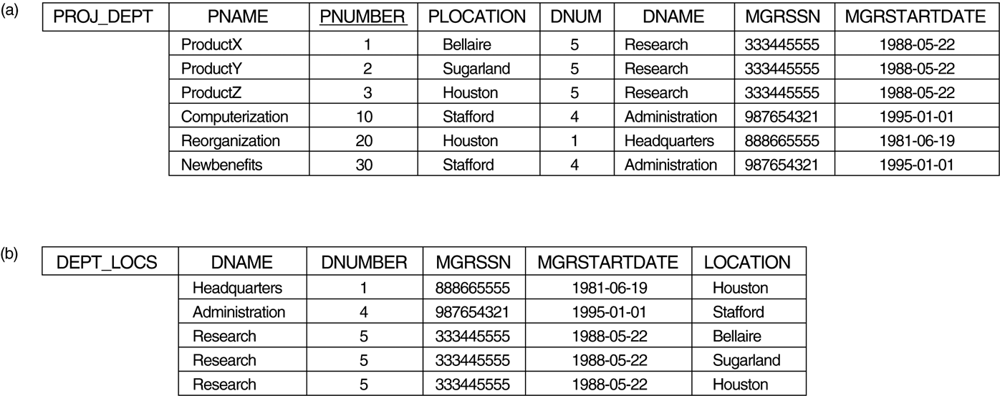 (a) PROJ_DEPT PNAME PNUMBER PLOCATION DNUM DNAME MGRSSN MGRSTARTDATE
ProductX 1 Bellaire 5 Research 333445555 1988-05-22
ProductY 2 Sugarland 5 Research 333445555 1988-05-22
ProductZ 3 Houston 5 Research 333445555 1988-05-22
Computerization 10 Stafford 4 Administration 987654321 1995-01-01
Reorganization 20 Houston 1 Headquarters 888665555 1981-06-19
Newbenefits 30 Stafford 4 Administration 987654321 1995-01-01
(b) DEPT_LOCS DNAME DNUMBER MGRSSN MGRSTARTDATE LOCATION
Headquarters 1 888665555 1981-06-19 Houston
Administration 4 987654321 1995-01-01 Stafford
Research 5 333445555 1988-05-22 Bellaire
Research 5 333445555 1988-05-22 Sugarland
Research 5 333445555 1988-05-22 Houston